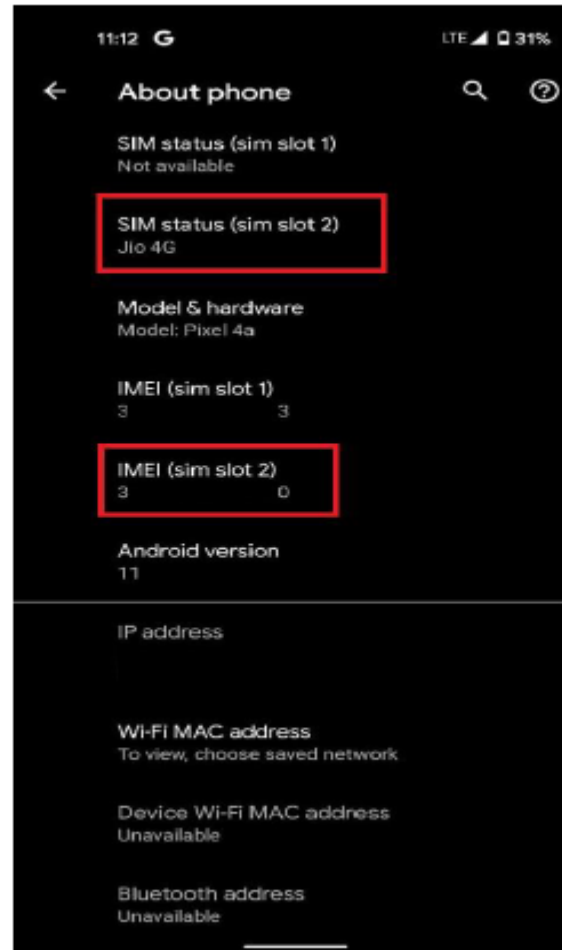 11:12 G LTE 31%
About phone
SIM status (sim slot 1)
Not available
SIM status (sim slot 2)
Jio 4G
Model & hardware
Model: Pixel 4a
IMEI (sim slot 1)
3 3
IMEI (sim slot 2)
3 0
Android version
11
IP address
Wi-Fi MAC address
To view, choose saved network
Device Wi-Fi MAC address
Unavailable
Bluetooth address
Unavailable